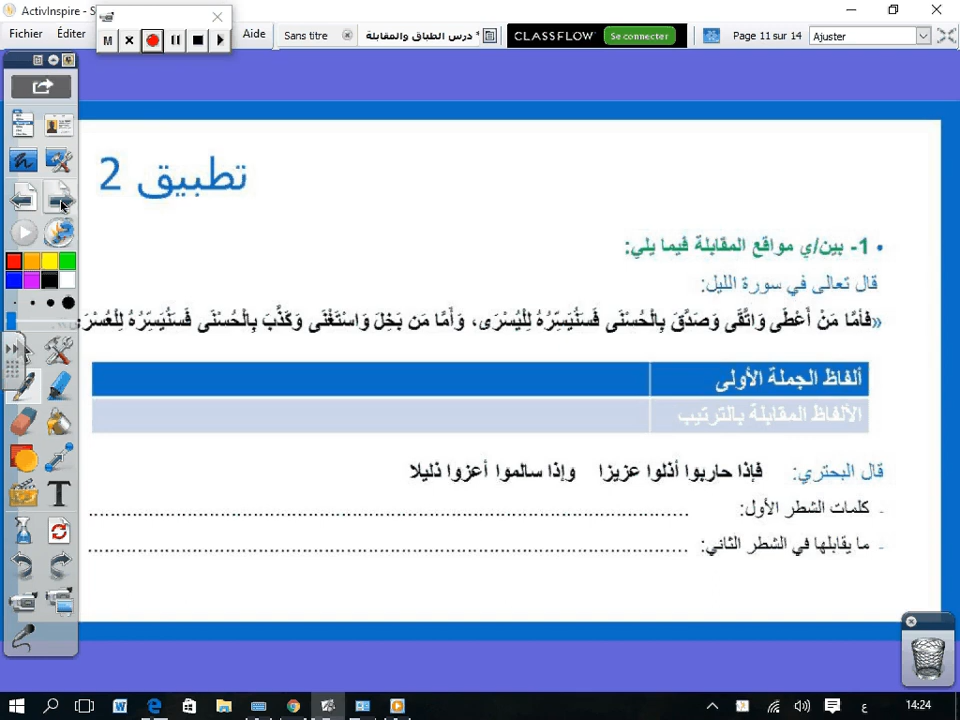 ActivInspire - S
Fichier Éditer Aide Sans titre * درس الطباق والمقابلة CLASSFLOW Se connecter Page 11 sur 14 Ajuster
M
تطبيق 2
• 1- بين/ي مواقع المقابلة فيما يلي:
قال تعالى في سورة الليل:
«فَأَمَّا مَنْ أَعْطَى وَاتَّقَى وَصَدَّقَ بِالْحُسْنَى فَسَنُيَسِّرُهُ لِلْيُسْرَى، وَأَمَّا مَن بَخِلَ وَاسْتَغْنَى وَكَذَّبَ بِالْحُسْنَى فَسَنُيَسِّرُهُ لِلْعُسْرَى
ألفاظ الجملة الأولى
الألفاظ المقابلة بالترتيب
قال البحتري: فإذا حاربوا أذلوا عزيزا وإذا سالموا أعزوا ذليلا
- كلمات الشطر الأول: ............................................................
- ما يقابلها في الشطر الثاني: ............................................................
T
ع 14:24